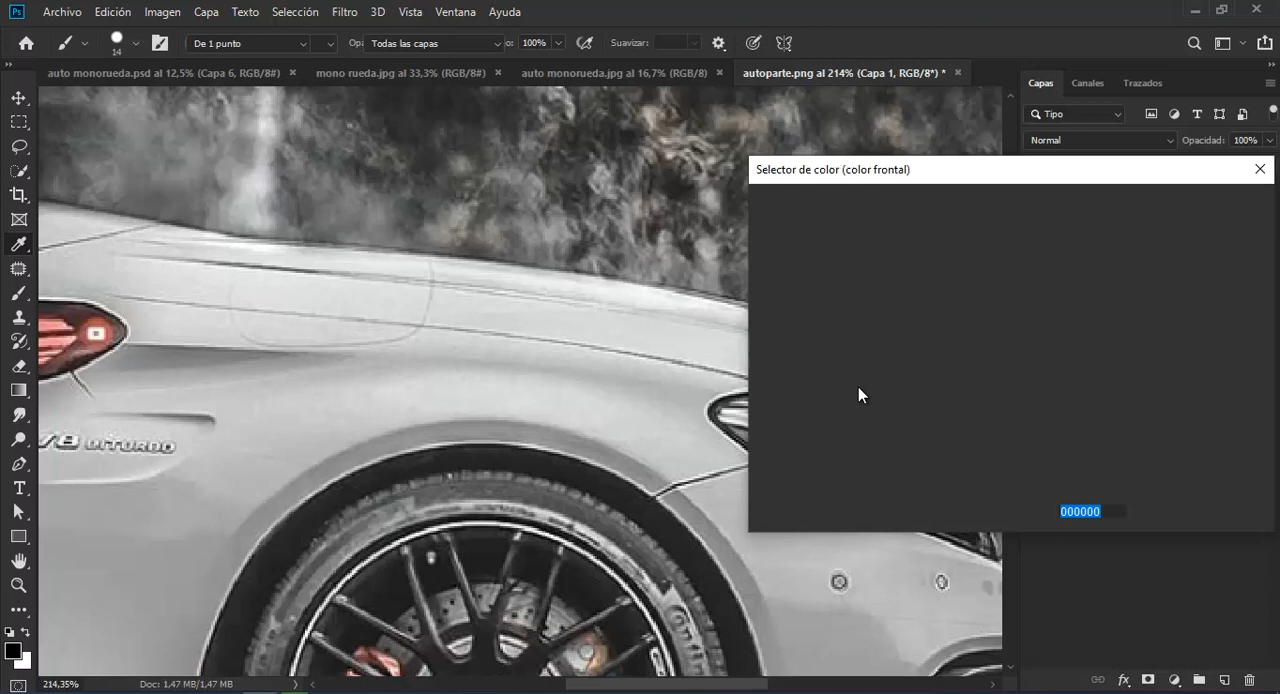 Ps Archivo Edición Imagen Capa Texto Selección Filtro 3D Vista Ventana Ayuda
14 De 1 punto Todas las capas 100% Suavizar:
auto monorueda.psd al 12,5% (Capa 6, RGB/8#) mono rueda.jpg al 33,3% (RGB/8#) auto monorueda.jpg al 16,7% (RGB/8) autoparte.png al 214% (Capa 1, RGB/8*) *
Capas Canales Trazados
Tipo
Normal Opacidad: 100%
Selector de color (color frontal)
V8 BITURBO
000000
214,35% Doc: 1,47 MB/1,47 MB